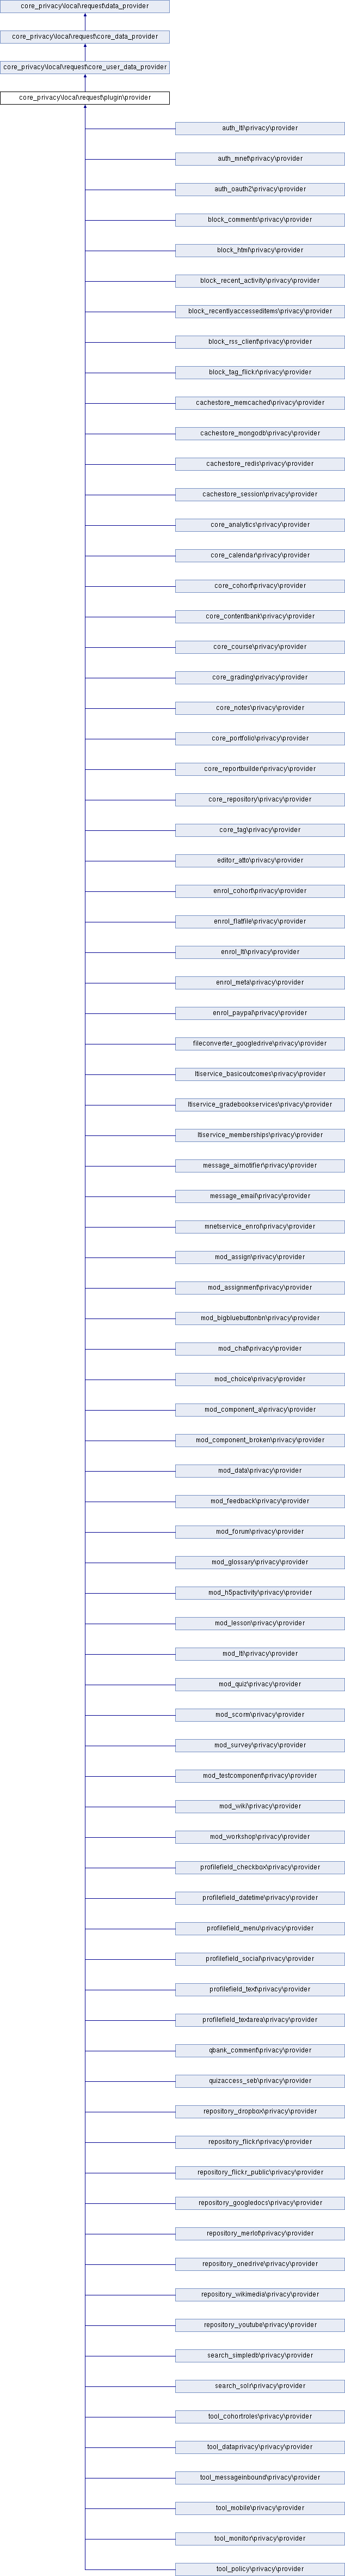 core_privacy\local\request\data_provider
core_privacy\local\request\core_data_provider
core_privacy\local\request\core_user_data_provider
core_privacy\local\request\plugin\provider
auth_lti\privacy\provider
auth_mnet\privacy\provider
auth_oauth2\privacy\provider
block_comments\privacy\provider
block_html\privacy\provider
block_recent_activity\privacy\provider
block_recentlyaccesseditems\privacy\provider
block_rss_client\privacy\provider
block_tag_flickr\privacy\provider
cachestore_memcached\privacy\provider
cachestore_mongodb\privacy\provider
cachestore_redis\privacy\provider
cachestore_session\privacy\provider
core_analytics\privacy\provider
core_calendar\privacy\provider
core_cohort\privacy\provider
core_contentbank\privacy\provider
core_course\privacy\provider
core_grading\privacy\provider
core_notes\privacy\provider
core_portfolio\privacy\provider
core_reportbuilder\privacy\provider
core_repository\privacy\provider
core_tag\privacy\provider
editor_atto\privacy\provider
enrol_cohort\privacy\provider
enrol_flatfile\privacy\provider
enrol_lti\privacy\provider
enrol_meta\privacy\provider
enrol_paypal\privacy\provider
fileconverter_googledrive\privacy\provider
ltiservice_basicoutcomes\privacy\provider
ltiservice_gradebookservices\privacy\provider
ltiservice_memberships\privacy\provider
message_airnotifier\privacy\provider
message_email\privacy\provider
mnetservice_enrol\privacy\provider
mod_assign\privacy\provider
mod_assignment\privacy\provider
mod_bigbluebuttonbn\privacy\provider
mod_chat\privacy\provider
mod_choice\privacy\provider
mod_component_a\privacy\provider
mod_component_broken\privacy\provider
mod_data\privacy\provider
mod_feedback\privacy\provider
mod_forum\privacy\provider
mod_glossary\privacy\provider
mod_h5pactivity\privacy\provider
mod_lesson\privacy\provider
mod_lti\privacy\provider
mod_quiz\privacy\provider
mod_scorm\privacy\provider
mod_survey\privacy\provider
mod_testcomponent\privacy\provider
mod_wiki\privacy\provider
mod_workshop\privacy\provider
profilefield_checkbox\privacy\provider
profilefield_datetime\privacy\provider
profilefield_menu\privacy\provider
profilefield_social\privacy\provider
profilefield_text\privacy\provider
profilefield_textarea\privacy\provider
qbank_comment\privacy\provider
quizaccess_seb\privacy\provider
repository_dropbox\privacy\provider
repository_flickr\privacy\provider
repository_flickr_public\privacy\provider
repository_googledocs\privacy\provider
repository_merlot\privacy\provider
repository_onedrive\privacy\provider
repository_wikimedia\privacy\provider
repository_youtube\privacy\provider
search_simpledb\privacy\provider
search_solr\privacy\provider
tool_cohortroles\privacy\provider
tool_dataprivacy\privacy\provider
tool_messageinbound\privacy\provider
tool_mobile\privacy\provider
tool_monitor\privacy\provider
tool_policy\privacy\provider